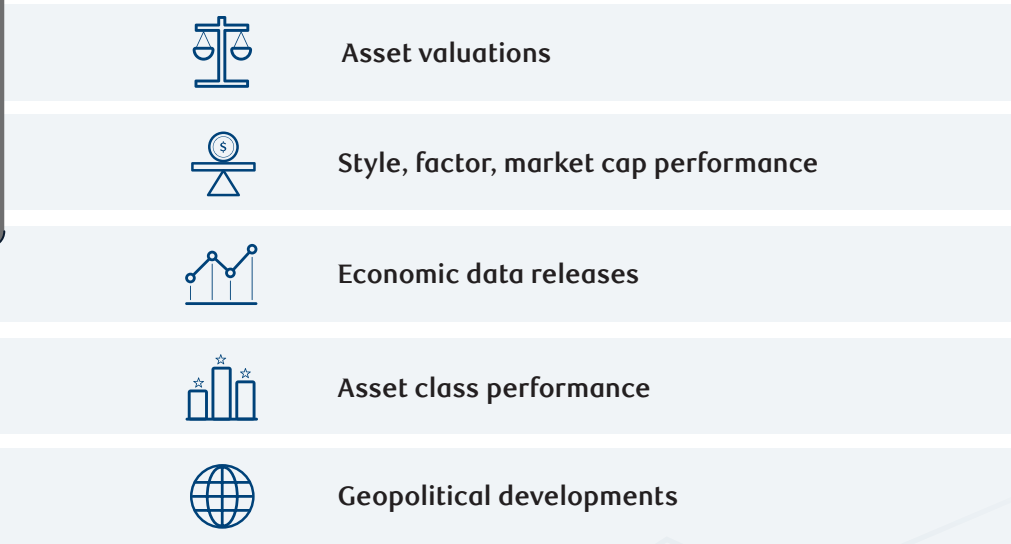 Asset valuations
$
Style, factor, market cap performance
Economic data releases
Asset class performance
Geopolitical developments